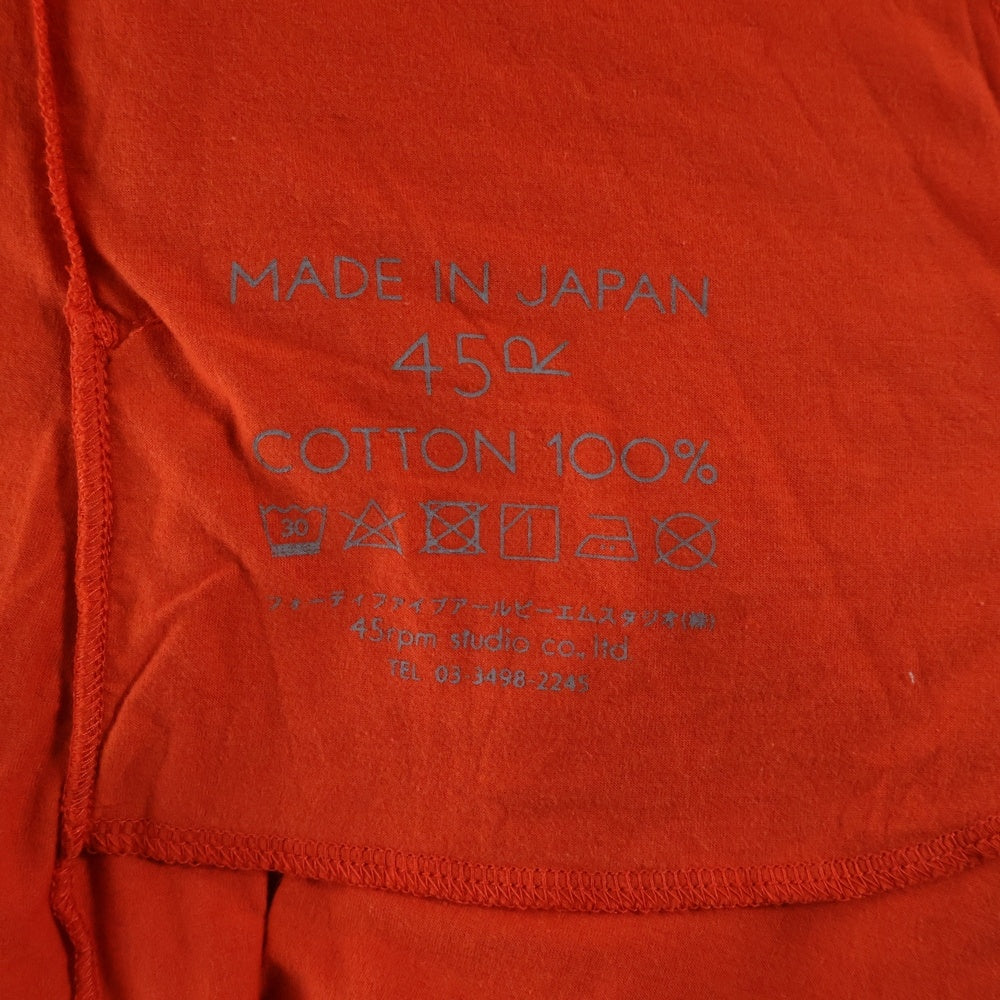 MADE IN JAPAN
45R
COTTON 100%
30
フォーティファイブアールピーエムスタジオ(株)
45rpm studio co., ltd
TEL 03-3498-2245